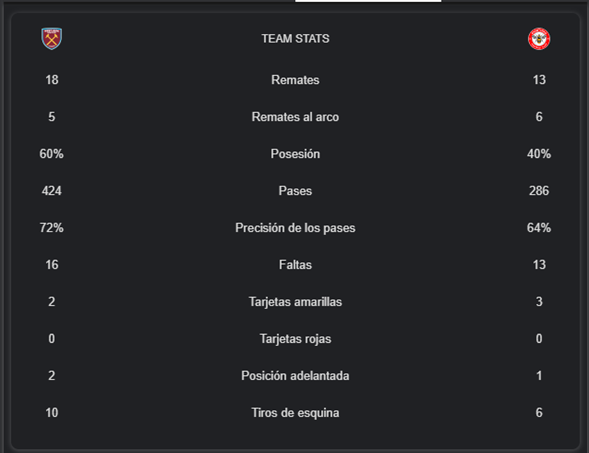 TEAM STATS
18 Remates 13
5 Remates al arco 6
60% Posesión 40%
424 Pases 286
72% Precisión de los pases 64%
16 Faltas 13
2 Tarjetas amarillas 3
0 Tarjetas rojas 0
2 Posición adelantada 1
10 Tiros de esquina 6